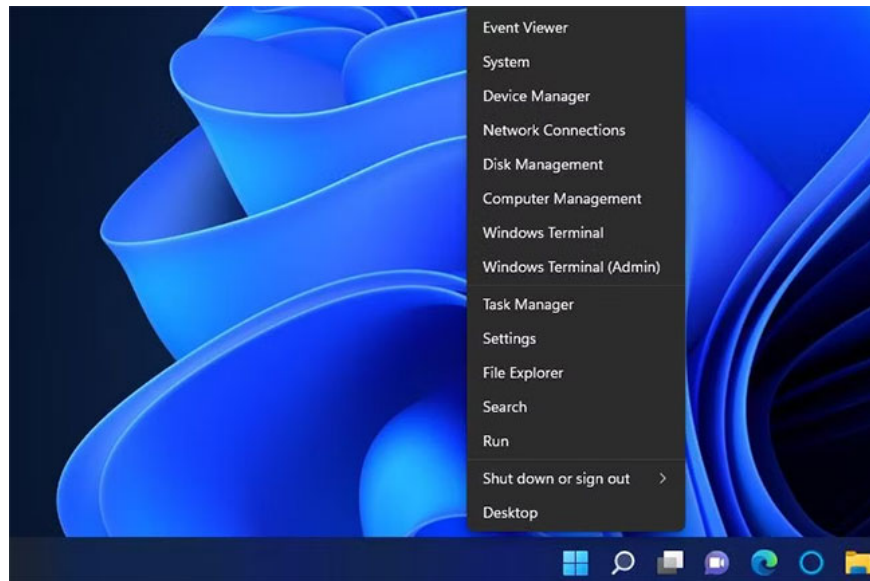 Event Viewer
System
Device Manager
Network Connections
Disk Management
Computer Management
Windows Terminal
Windows Terminal (Admin)
Task Manager
Settings
File Explorer
Search
Run
Shut down or sign out
Desktop